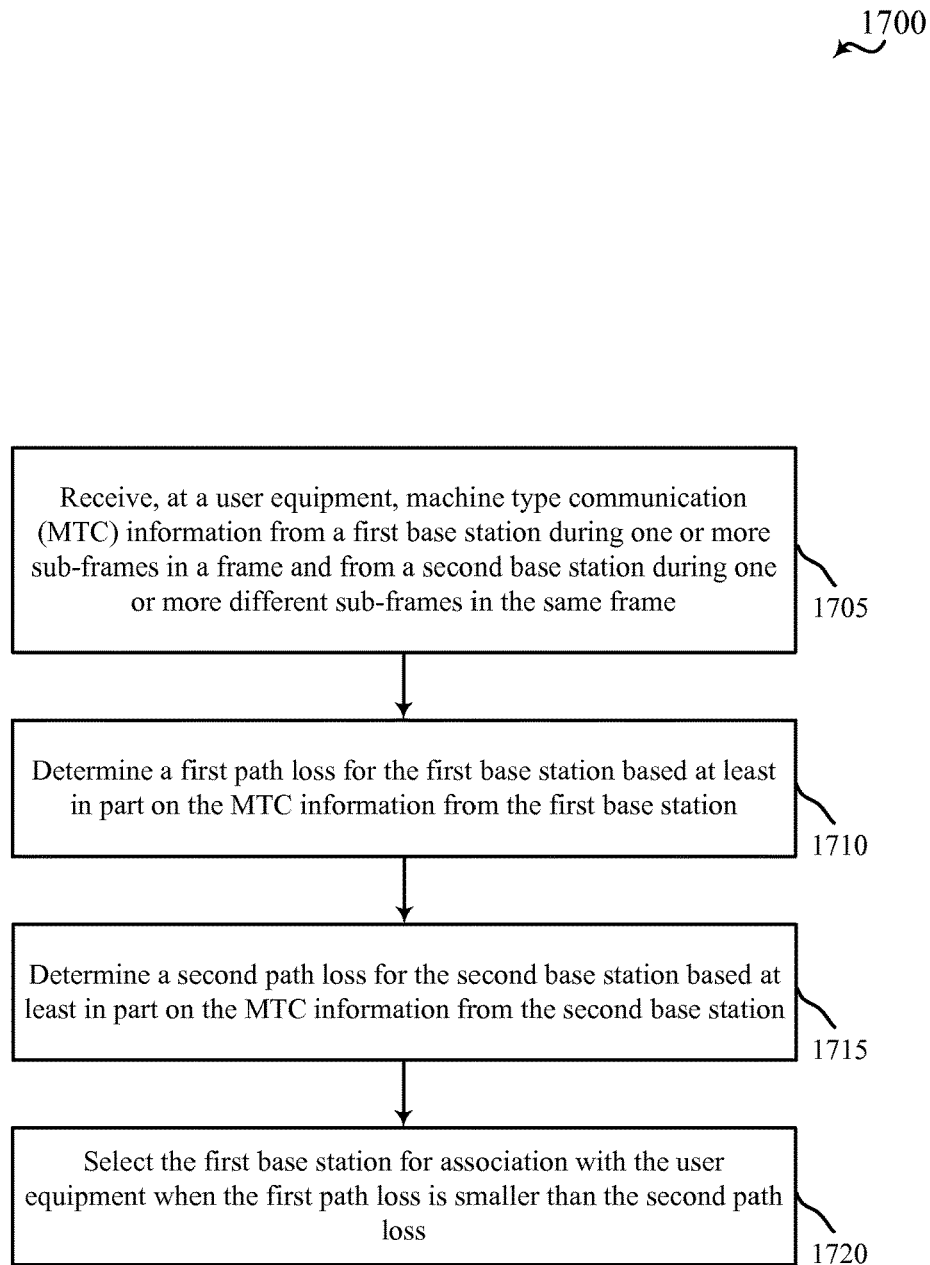 1700
Receive, at a user equipment, machine type communication
(MTC) information from a first base station during one or more
sub-frames in a frame and from a second base station during one
or more different sub-frames in the same frame
1705
Determine a first path loss for the first base station based at least
in part on the MTC information from the first base station
1710
Determine a second path loss for the second base station based at
least in part on the MTC information from the second base station
1715
Select the first base station for association with the user
equipment when the first path loss is smaller than the second path
loss
1720